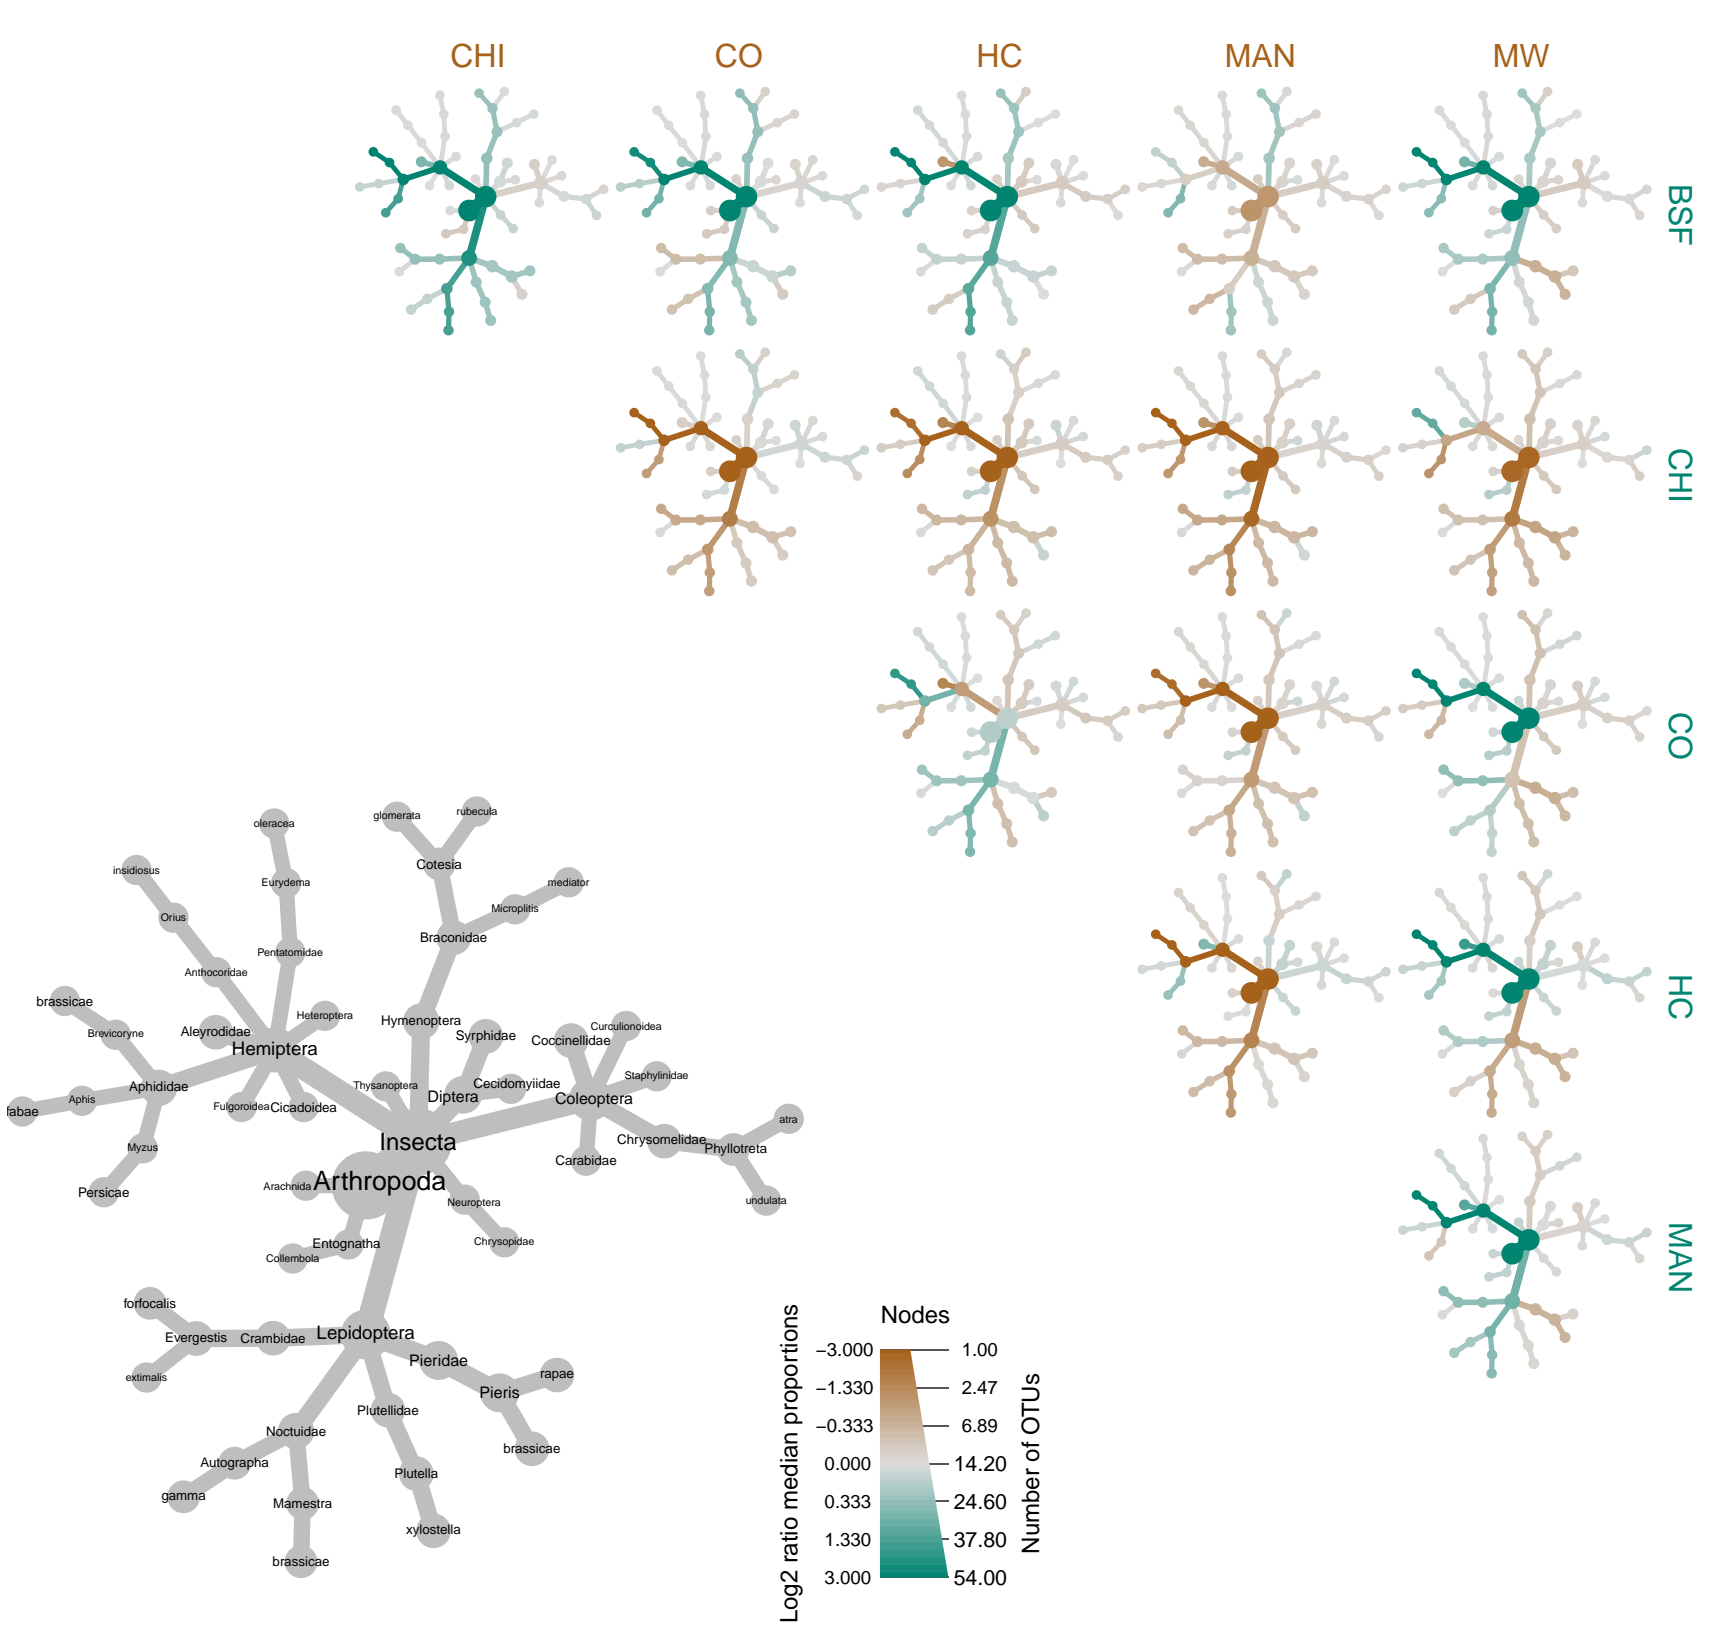 CHI CO HC MAN MW
BSF
CHI
CO
HC
MAN
oleracea
glomerata
rubecula
insidiosus
Cotesia
Eurydema
mediator
Orius
Microplitis
Braconidae
Pentatomidae
Anthocoridae
brassicae
Heteroptera
Hymenoptera
Curculionoidea
Brevicoryne
Aleyrodidae
Syrphidae
Coccinellidae
Hemiptera
Staphylinidae
Aphididae
Thysanoptera
Cecidomyiidae
Aphis
Diptera
Coleoptera
fabae
Fulgoroidea
Cicadoidea
atra
Insecta
Chrysomelidae
Phyllotreta
Myzus
Carabidae
Arthropoda
Arachnida
Persicae
Neuroptera
undulata
Chrysopidae
Entognatha
Collembola
forfocalis
Evergestis
Crambidae
Lepidoptera
Pieridae
extimalis
rapae
Pieris
Plutellidae
Noctuidae
brassicae
Autographa
Plutella
gamma
Mamestra
xylostella
brassicae
Nodes
Log2 ratio median proportions
Number of OTUs
−3.000 1.00
−1.330 2.47
−0.333 6.89
0.000 14.20
0.333 24.60
1.330 37.80
3.000 54.00